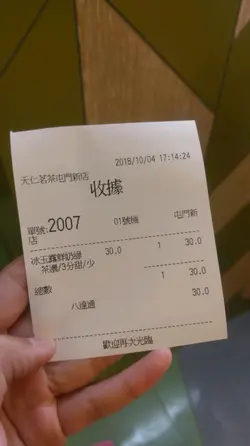 2018/10/04 17:14:24
天仁茗茶屯門新店
收據
單號:2007 01號機 屯門新
店
冰玉露鮮奶綠 30.0 1 30.0
茶濃/3分甜/少
總數 1 30.0
八達通 30.0
歡迎再次光臨